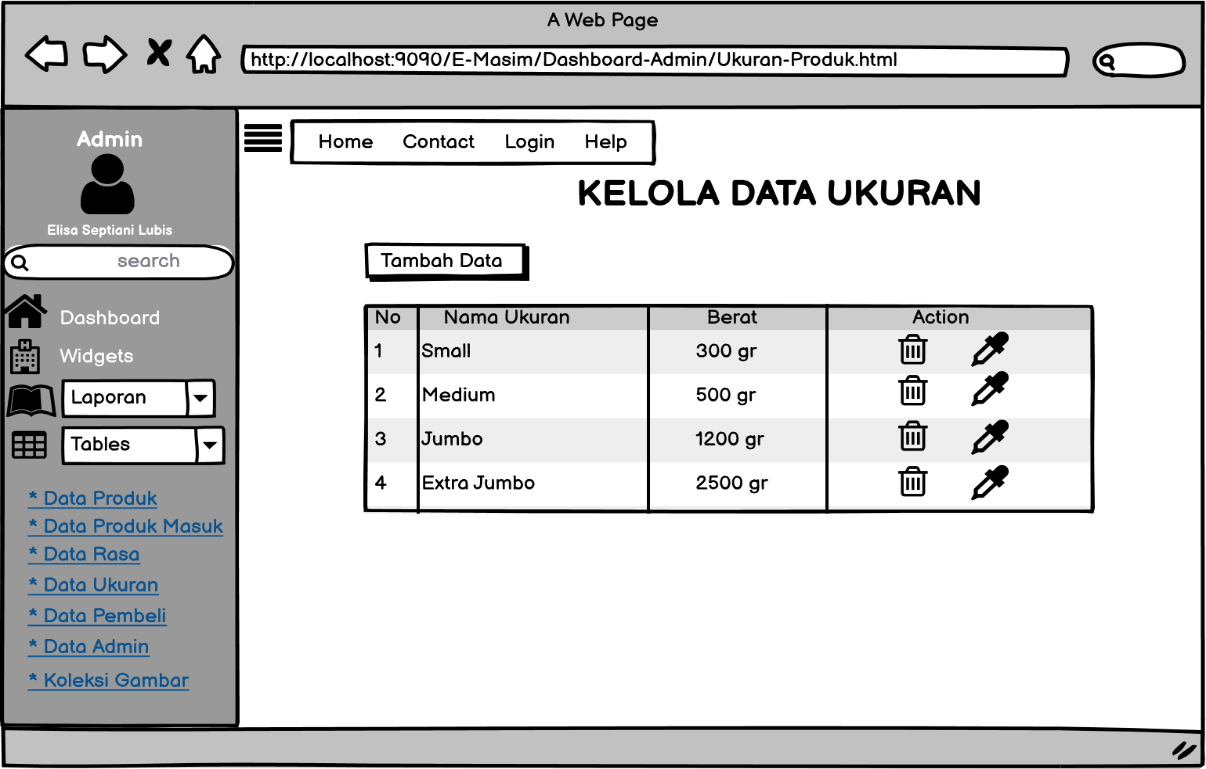 A Web Page
http://localhost:9090/E-Masim/Dashboard-Admin/Ukuran-Produk.html
Admin
Elisa Septiani Lubis
search
Dashboard
Widgets
Laporan
Tables
* Data Produk
* Data Produk Masuk
* Data Rasa
* Data Ukuran
* Data Pembeli
* Data Admin
* Koleksi Gambar
Home Contact Login Help
KELOLA DATA UKURAN
Tambah Data
No Nama Ukuran Berat Action
1 Small 300 gr
2 Medium 500 gr
3 Jumbo 1200 gr
4 Extra Jumbo 2500 gr